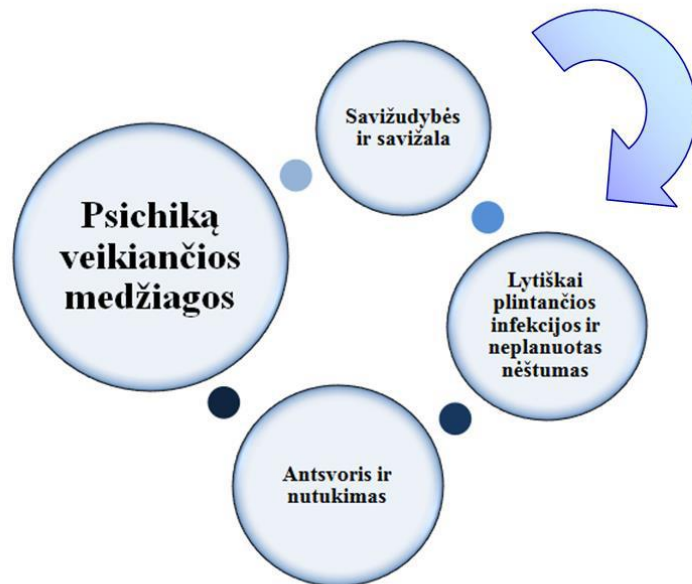 Psichiką
veikiančios
medžiagos
Savižudybės
ir savižala
Lytiškai
plintančios
infekcijos ir
neplanuotas
nėštumas
Antsvoris ir
nutukimas